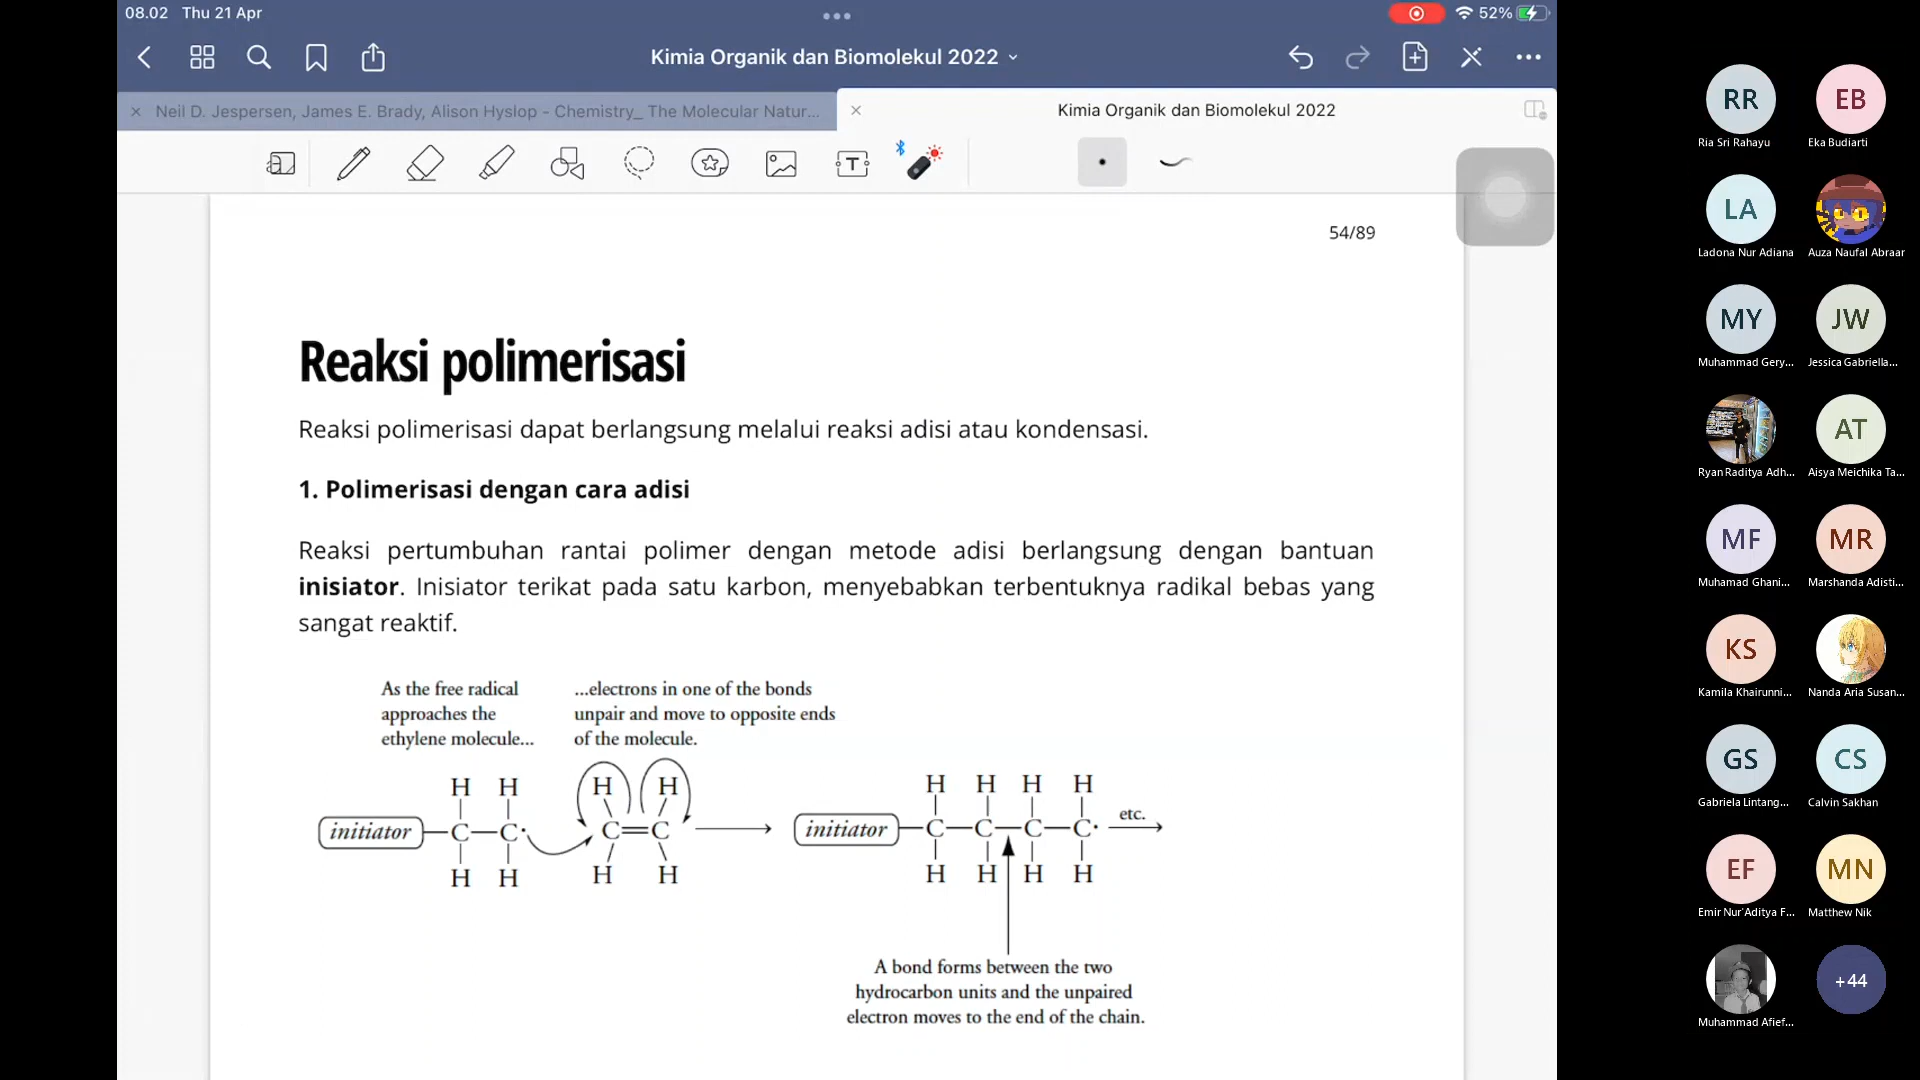 08.02 Thu 21 Apr
52%
Kimia Organik dan Biomolekul 2022
Neil D. Jespersen, James E. Brady, Alison Hyslop - Chemistry_ The Molecular Natur...
Kimia Organik dan Biomolekul 2022
54/89
Reaksi polimerisasi
Reaksi polimerisasi dapat berlangsung melalui reaksi adisi atau kondensasi.
1. Polimerisasi dengan cara adisi
Reaksi pertumbuhan rantai polimer dengan metode adisi berlangsung dengan bantuan
inisiator. Inisiator terikat pada satu karbon, menyebabkan terbentuknya radikal bebas yang
sangat reaktif.
As the free radical
approaches the
ethylene molecule...
...electrons in one of the bonds
unpair and move to opposite ends
of the molecule.
H H H H H H H H
initiator—C—C· C=C initiator—C—C—C—C· etc.
H H H H H H H H
A bond forms between the two
hydrocarbon units and the unpaired
electron moves to the end of the chain.
RR EB
Ria Sri Rahayu Eka Budiarti
LA
Ladona Nur Adiana Auza Naufal Abraar
MY JW
Muhammad Gery... Jessica Gabriella...
AT
Ryan Raditya Adh... Aisya Meichika Ta...
MF MR
Muhamad Ghani... Marshanda Adisti...
KS
Kamila Khairunni... Nanda Aria Susan...
GS CS
Gabriela Lintang... Calvin Sakhan
EF MN
Emir Nur'Aditya F... Matthew Nik
+44
Muhammad Afief...